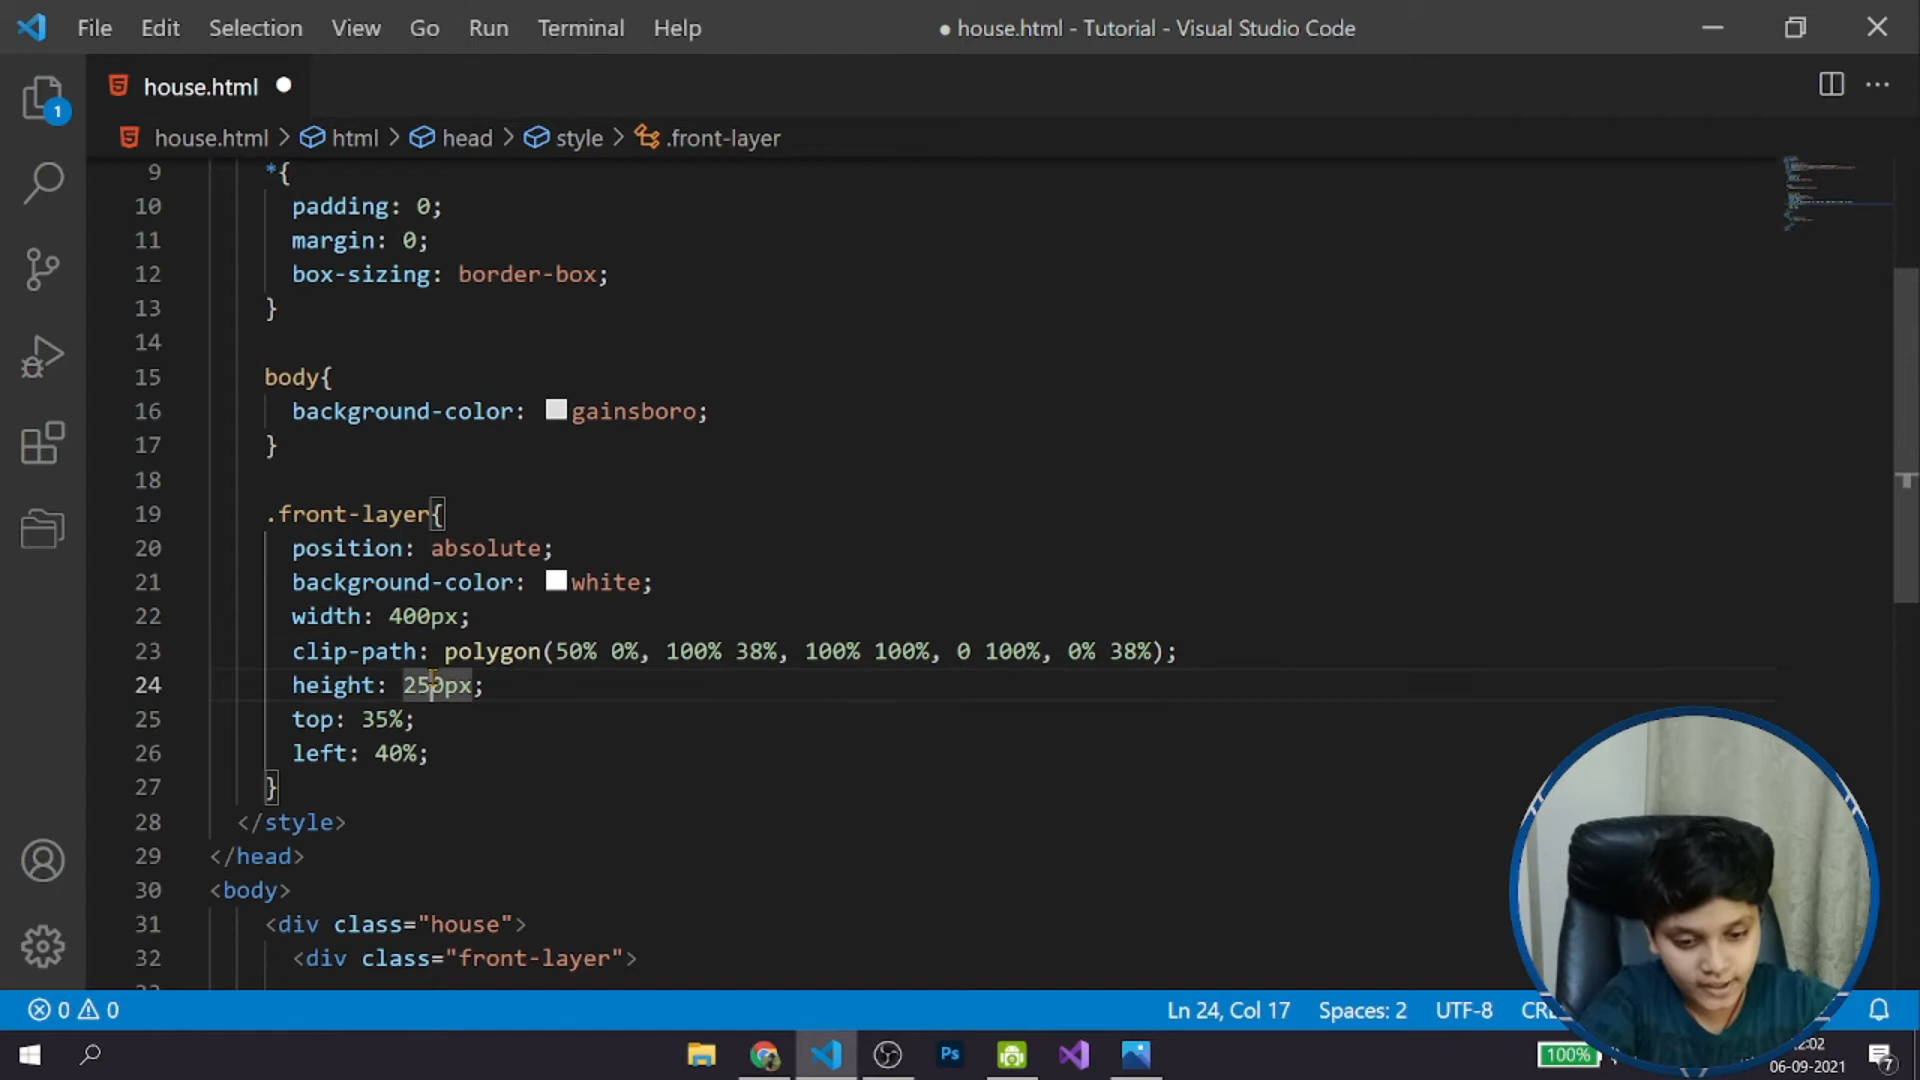 File Edit Selection View Go Run Terminal Help ● house.html - Tutorial - Visual Studio Code
house.html
1
house.html > html > head > style > .front-layer
9 *{
10 padding: 0;
11 margin: 0;
12 box-sizing: border-box;
13 }
14
15 body{
16 background-color: gainsboro;
17 }
18
19 .front-layer{
20 position: absolute;
21 background-color: white;
22 width: 400px;
23 clip-path: polygon(50% 0%, 100% 38%, 100% 100%, 0 100%, 0% 38%);
24 height: 250px;
25 top: 35%;
26 left: 40%;
27 }
28 </style>
29 </head>
30 <body>
31 <div class="house">
32 <div class="front-layer">
0 0 Ln 24, Col 17 Spaces: 2 UTF-8
Ps 100% 06-09-2021 7